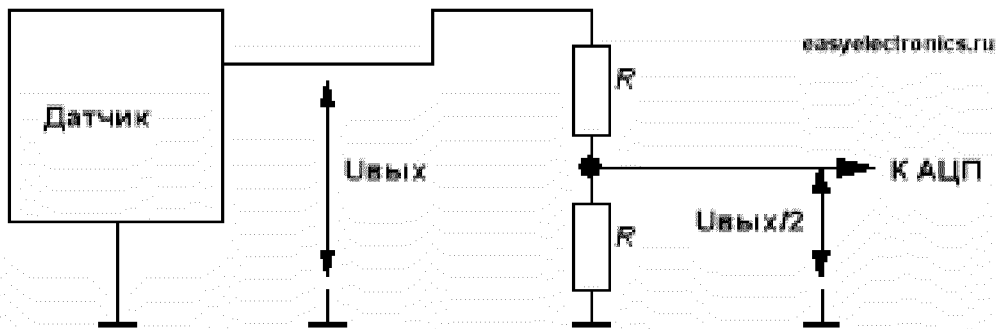 easyelectronics.ru
R
Датчик
Uвых
К АЦП
Uвых/2
R